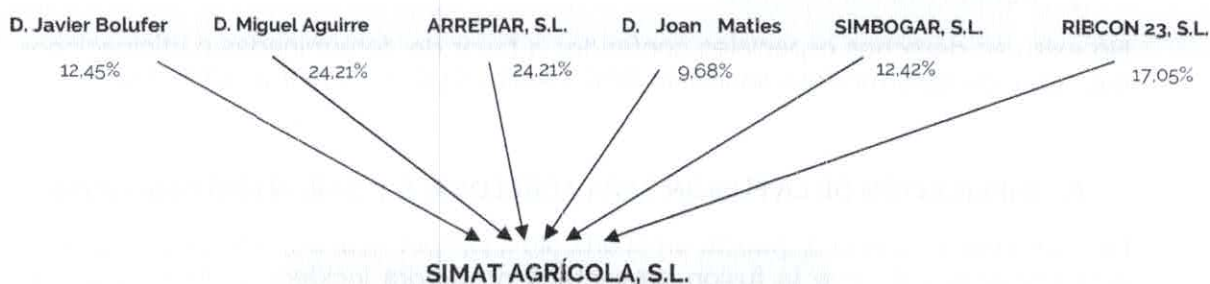 D. Javier Bolufer D. Miguel Aguirre ARREPIAR, S.L. D. Joan Maties SIMBOGAR, S.L. RIBCON 23, S.L.
12,45% 24,21% 24,21% 9,68% 12,42% 17,05%
SIMAT AGRÍCOLA, S.L.